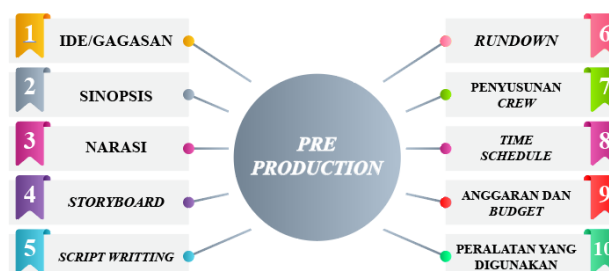 1
IDE/GAGASAN
2
SINOPSIS
3
NARASI
4
STORYBOARD
5
SCRIPT WRITTING
PRE
PRODUCTION
RUNDOWN
6
PENYUSUNAN
CREW
7
TIME
SCHEDULE
8
ANGGARAN DAN
BUDGET
9
PERALATAN YANG
DIGUNAKAN
10